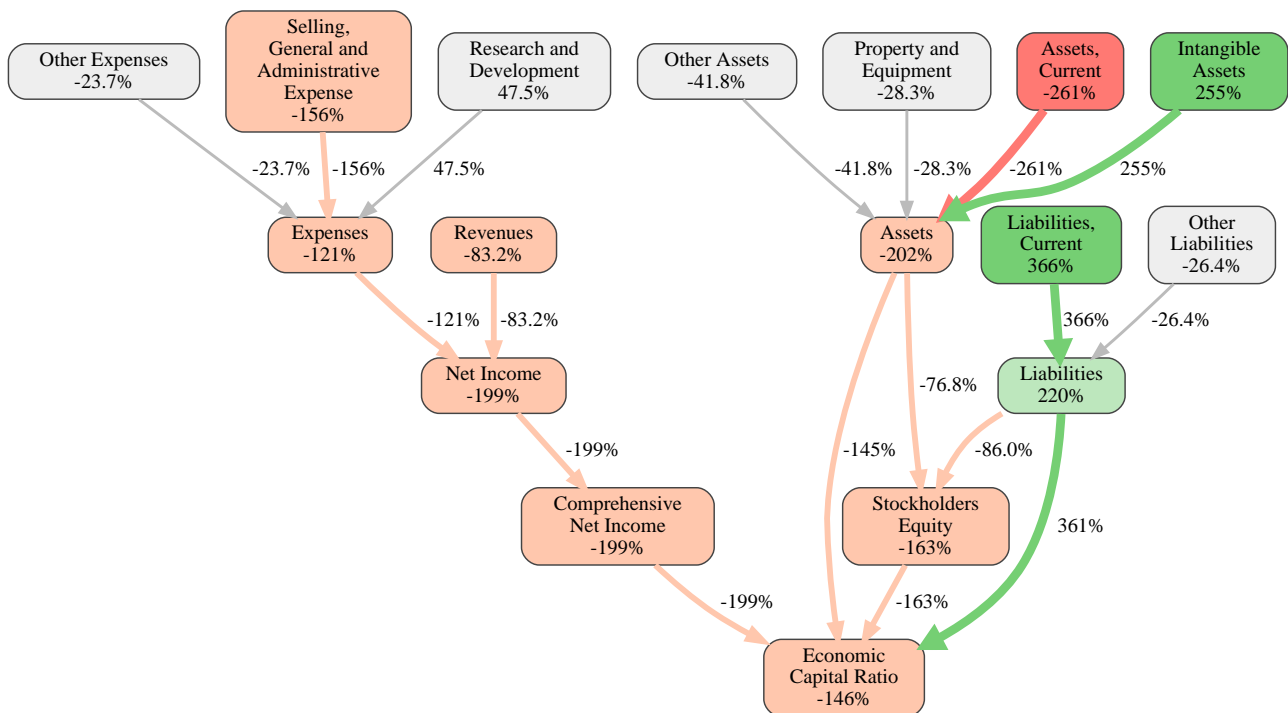 Other Expenses
-23.7%
Selling,
General and
Administrative
Expense
-156%
Research and
Development
47.5%
Other Assets
-41.8%
Property and
Equipment
-28.3%
Assets,
Current
-261%
Intangible
Assets
255%
-23.7%
-156%
47.5%
-41.8%
-28.3%
-261%
255%
Expenses
-121%
Revenues
-83.2%
Assets
-202%
Liabilities,
Current
366%
Other
Liabilities
-26.4%
-121%
-83.2%
366%
-26.4%
Net Income
-199%
-76.8%
Liabilities
220%
-199%
-145%
-86.0%
Comprehensive
Net Income
-199%
Stockholders
Equity
-163%
361%
-199%
-163%
Economic
Capital Ratio
-146%